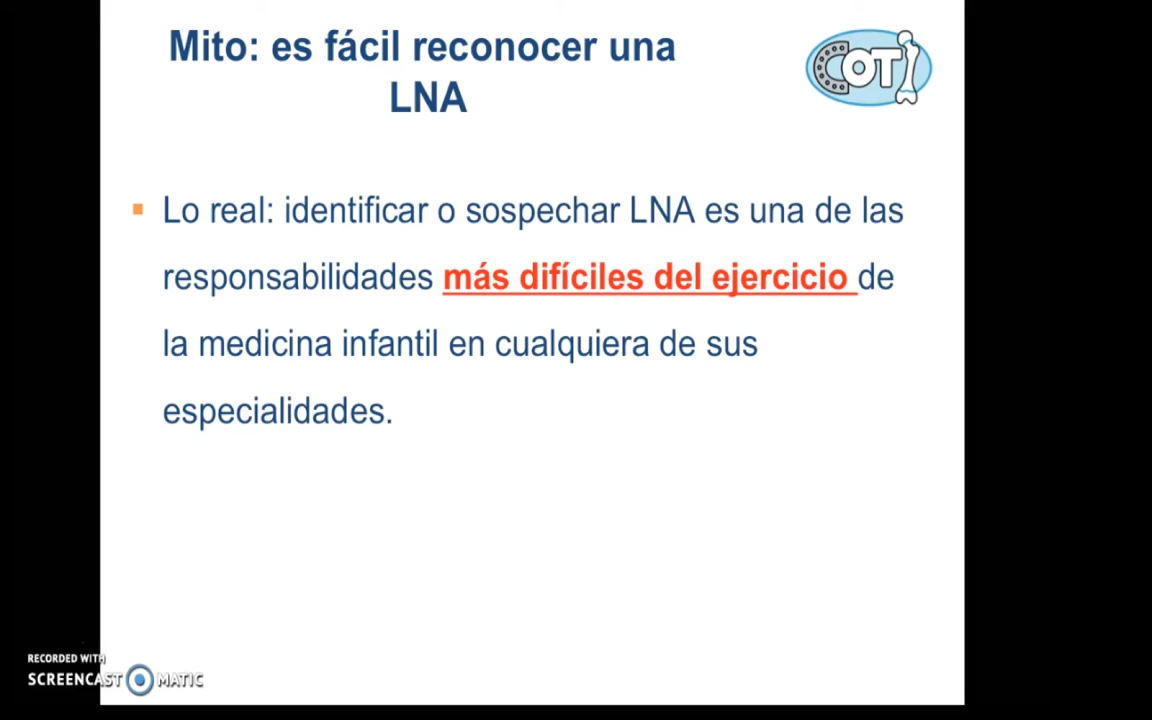 Mito: es fácil reconocer una
LNA
COTI
Lo real: identificar o sospechar LNA es una de las
responsabilidades más difíciles del ejercicio de
la medicina infantil en cualquiera de sus
especialidades.
RECORDED WITH
SCREENCAST MATIC